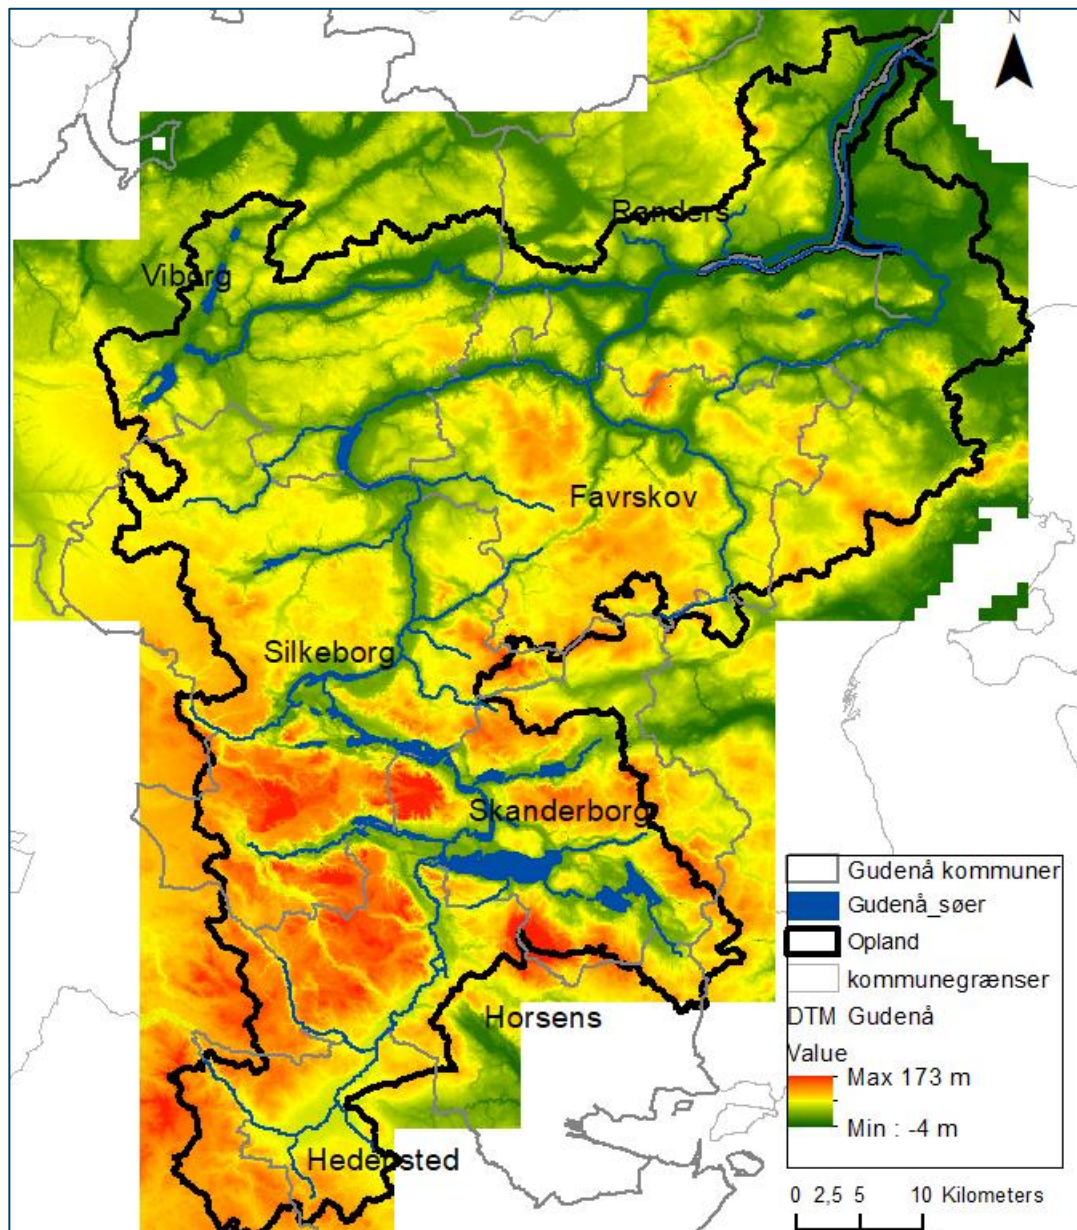 N
Randers
Viborg
Favrskov
Silkeborg
Skanderborg
Horsens
Hedensted
Gudenå kommuner
Gudenå_søer
Opland
kommunegrænser
DTM Gudenå
Value
Max 173 m
Min : -4 m
0 2,5 5 10 Kilometers